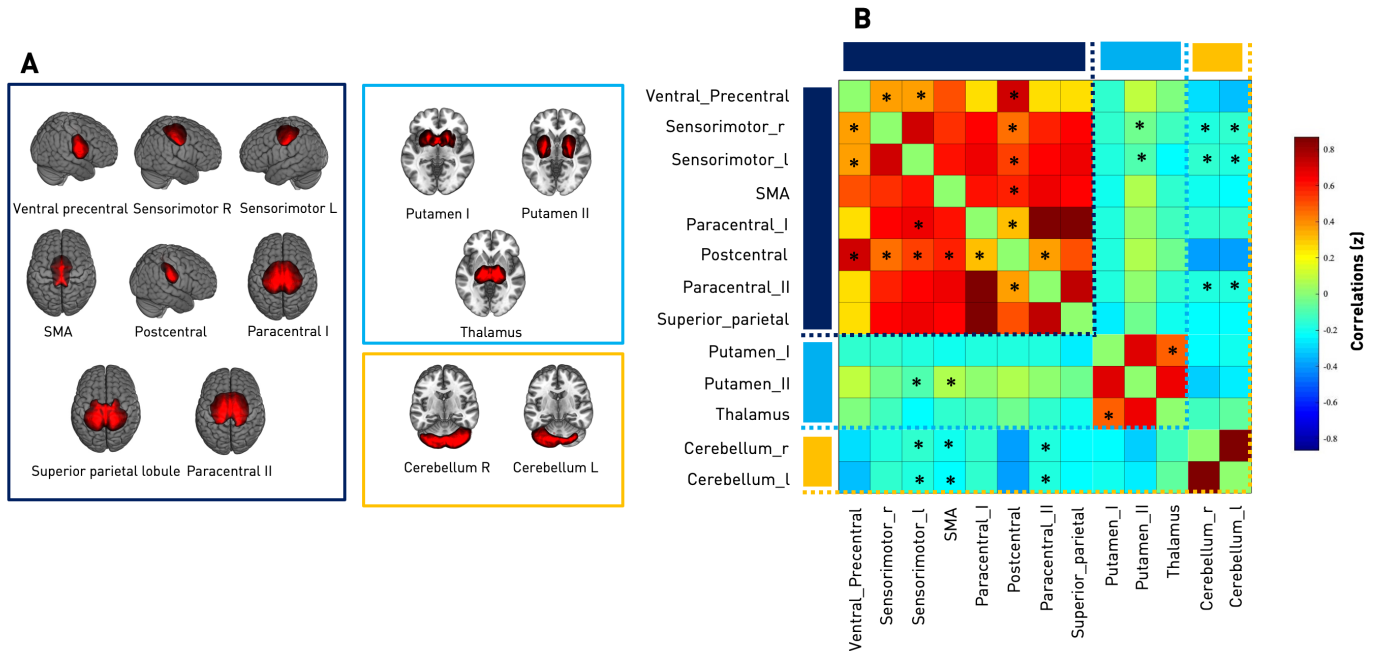 A
B
Ventral precentral Sensorimotor R Sensorimotor L
SMA Postcentral Paracentral I
Superior parietal lobule Paracentral II
Putamen I Putamen II
Thalamus
Cerebellum R Cerebellum L
Ventral_Precentral * * *
Sensorimotor_r * * * * *
Sensorimotor_l * * * * *
SMA *
Paracentral_I * *
Postcentral * * * * * *
Paracentral_II * * *
Superior_parietal
Putamen_I *
Putamen_II * *
Thalamus *
Cerebellum_r * * *
Cerebellum_l * * *
Ventral_Precentral
Sensorimotor_r
Sensorimotor_l
SMA
Paracentral_I
Postcentral
Paracentral_II
Superior_parietal
Putamen_I
Putamen_II
Thalamus
Cerebellum_r
Cerebellum_l
0.8
0.6
0.4
0.2
0
-0.2
-0.4
-0.6
-0.8
Correlations (z)